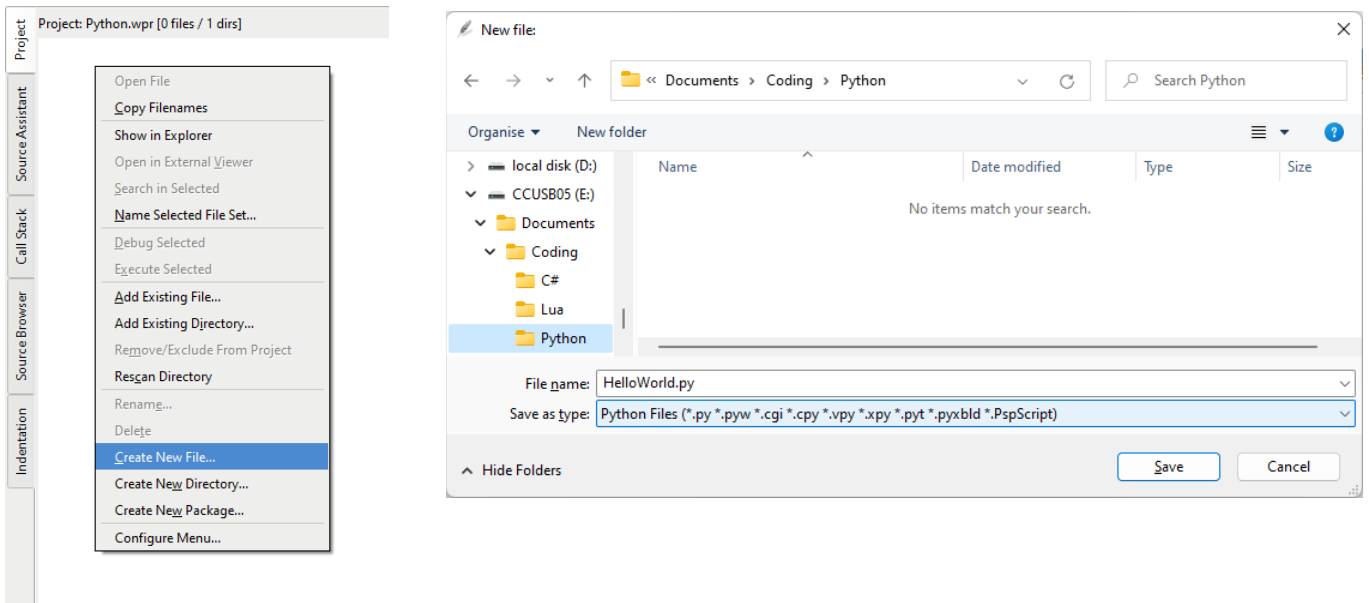 Project: Python.wpr [0 files / 1 dirs]
Project
Source Assistant
Call Stack
Source Browser
Indentation
Open File
Copy Filenames
Show in Explorer
Open in External Viewer
Search in Selected
Name Selected File Set...
Debug Selected
Execute Selected
Add Existing File...
Add Existing Directory...
Remove/Exclude From Project
Rescan Directory
Rename...
Delete
Create New File...
Create New Directory...
Create New Package...
Configure Menu...
New file:
« Documents > Coding > Python
Search Python
Organise New folder
?
local disk (D:)
CCUSB05 (E:)
Documents
Coding
C#
Lua
Python
Name Date modified Type Size
No items match your search.
File name: HelloWorld.py
Save as type: Python Files (*.py *.pyw *.cgi *.cpy *.vpy *.xpy *.pyt *.pyxbld *.PspScript)
Hide Folders
Save Cancel